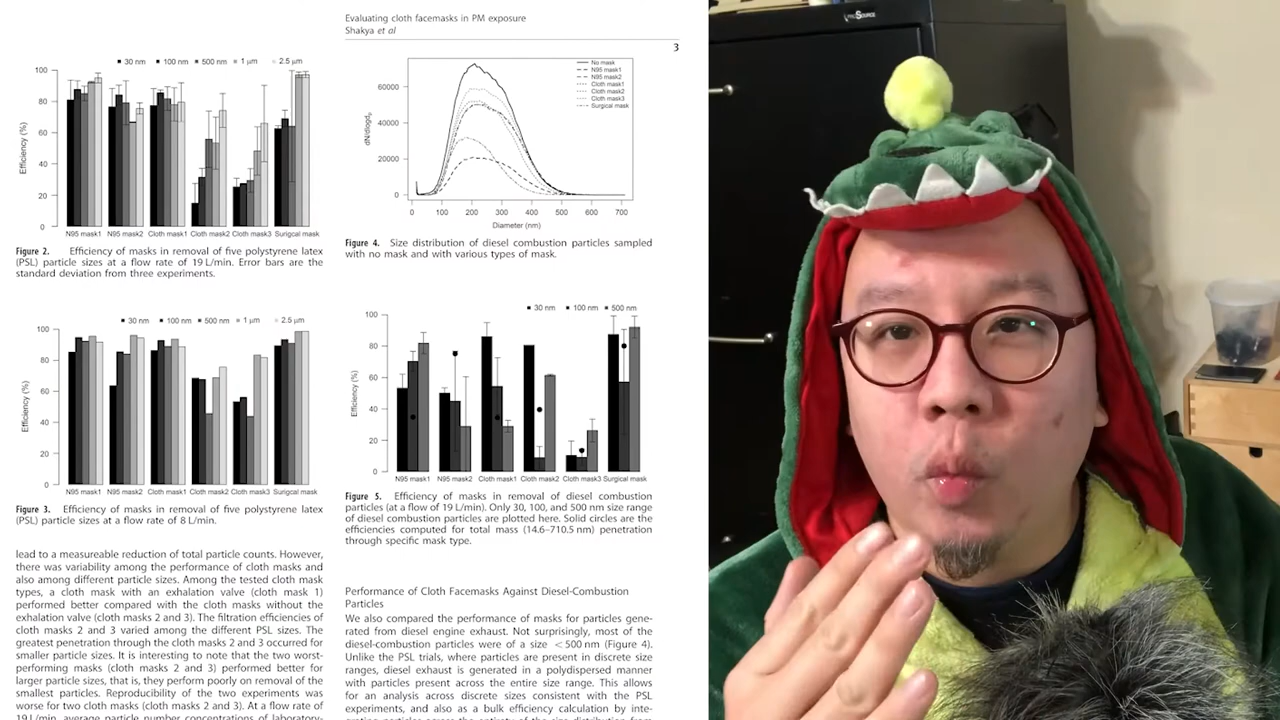 Evaluating cloth facemasks in PM exposure
Shakya et al
3
30 nm 100 nm 500 nm 1 μm 2.5 μm
100
80
60
40
20
0
Efficiency (%)
N95 mask1 N95 mask2 Cloth mask1 Cloth mask2 Cloth mask3 Surigcal mask
Figure 2. Efficiency of masks in removal of five polystyrene latex
(PSL) particle sizes at a flow rate of 19 L/min. Error bars are the
standard deviation from three experiments.
30 nm 100 nm 500 nm 1 μm 2.5 μm
100
80
60
40
20
0
Efficiency (%)
N95 mask1 N95 mask2 Cloth mask1 Cloth mask2 Cloth mask3 Surigcal mask
Figure 3. Efficiency of masks in removal of five polystyrene latex
(PSL) particle sizes at a flow rate of 8 L/min.
lead to a measureable reduction of total particle counts. However,
there was variability among the performance of cloth masks and
also among different particle sizes. Among the tested cloth mask
types, a cloth mask with an exhalation valve (cloth mask 1)
performed better compared with the cloth masks without the
exhalation valve (cloth masks 2 and 3). The filtration efficiencies of
cloth masks 2 and 3 varied among the different PSL sizes. The
greatest penetration through the cloth masks 2 and 3 occurred for
smaller particle sizes. It is interesting to note that the two worst-
performing masks (cloth masks 2 and 3) performed better for
larger particle sizes, that is, they perform poorly on removal of the
smallest particles. Reproducibility of the two experiments was
worse for two cloth masks (cloth masks 2 and 3). At a flow rate of
19 L/min, average particle number concentrations of laboratory-
No mask
N95 mask1
N95 mask2
Cloth mask1
Cloth mask2
Cloth mask3
Surgical mask
60000
40000
20000
0
dN/dlogdp
0 100 200 300 400 500 600 700
Diameter (nm)
Figure 4. Size distribution of diesel combustion particles sampled
with no mask and with various types of mask.
30 nm 100 nm 500 nm
100
80
60
40
20
0
Efficiency (%)
N95 mask1 N95 mask2 Cloth mask1 Cloth mask2 Cloth mask3 Surgical mask
Figure 5. Efficiency of masks in removal of diesel combustion
particles (at a flow of 19 L/min). Only 30, 100, and 500 nm size range
of diesel combustion particles are plotted here. Solid circles are the
efficiencies computed for total mass (14.6–710.5 nm) penetration
through specific mask type.
Performance of Cloth Facemasks Against Diesel-Combustion
Particles
We also compared the performance of masks for particles gene-
rated from diesel engine exhaust. Not surprisingly, most of the
diesel-combustion particles were of a size <500 nm (Figure 4).
Unlike the PSL trials, where particles are present in discrete size
ranges, diesel exhaust is generated in a polydispersed manner
with particles present across the entire size range. This allows
for an analysis across discrete sizes consistent with the PSL
experiments, and also as a bulk efficiency calculation by inte-
grating particles across the entirety of the size distribution from
PROSOURCE